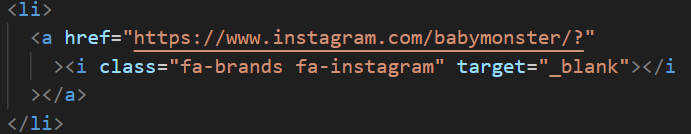 <li>
<a href="https://www.instagram.com/babymonster/?"
><i class="fa-brands fa-instagram" target="_blank"></i
></a>
</li>